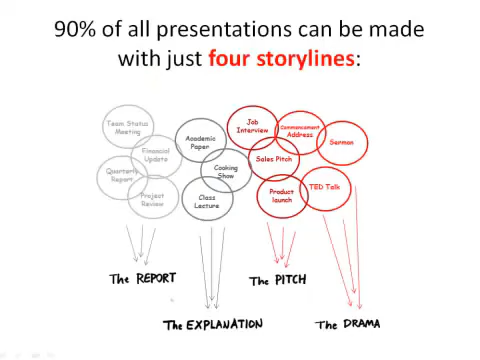 90% of all presentations can be made
with just four storylines:
Team Status
Meeting
Financial
Update
Quarterly
Report
Project
Review
Academic
Paper
Cooking
Show
Class
Lecture
Job
Interview
Commencement
Address
Sermon
Sales Pitch
Product
launch
TED Talk
The REPORT
The EXPLANATION
The PITCH
The DRAMA